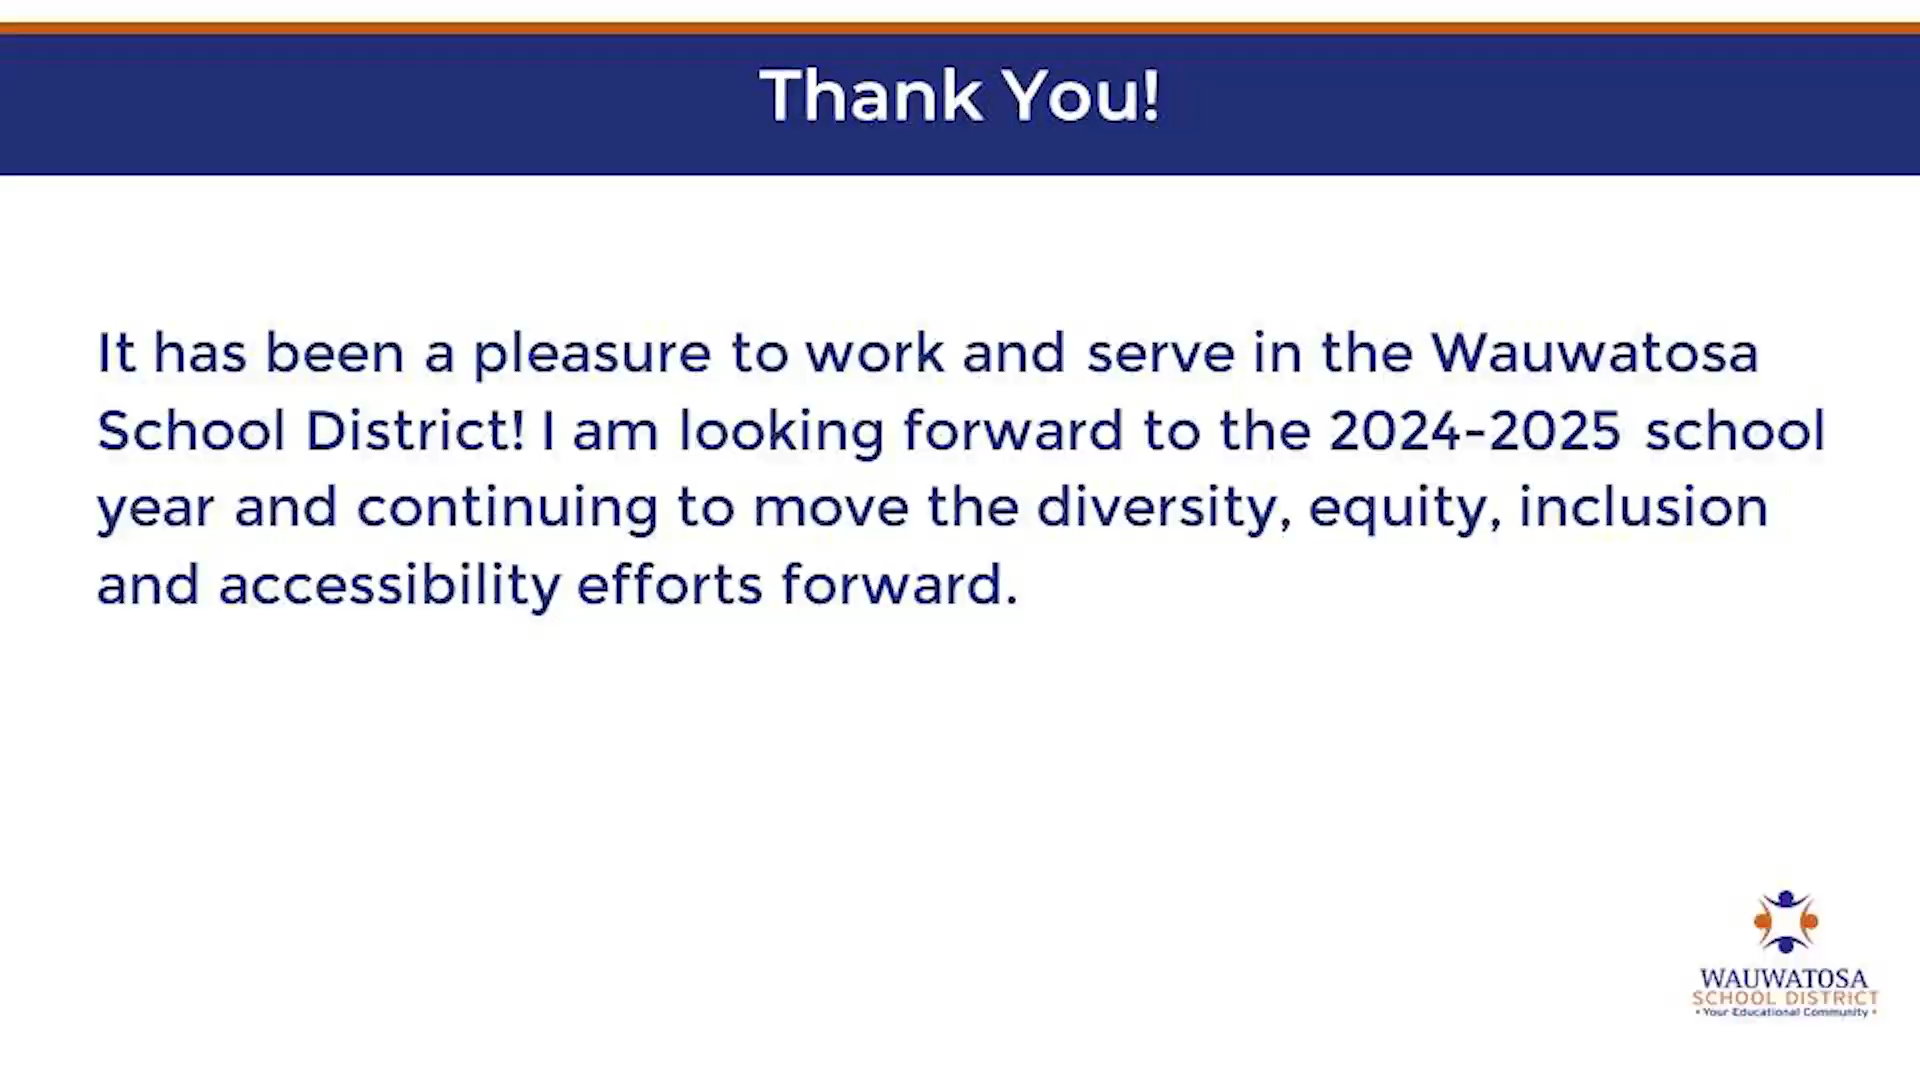 Thank You!
It has been a pleasure to work and serve in the Wauwatosa
School District! I am looking forward to the 2024-2025 school
year and continuing to move the diversity, equity, inclusion
and accessibility efforts forward.
WAUWATOSA
SCHOOL DISTRICT
• Your Educational Community •